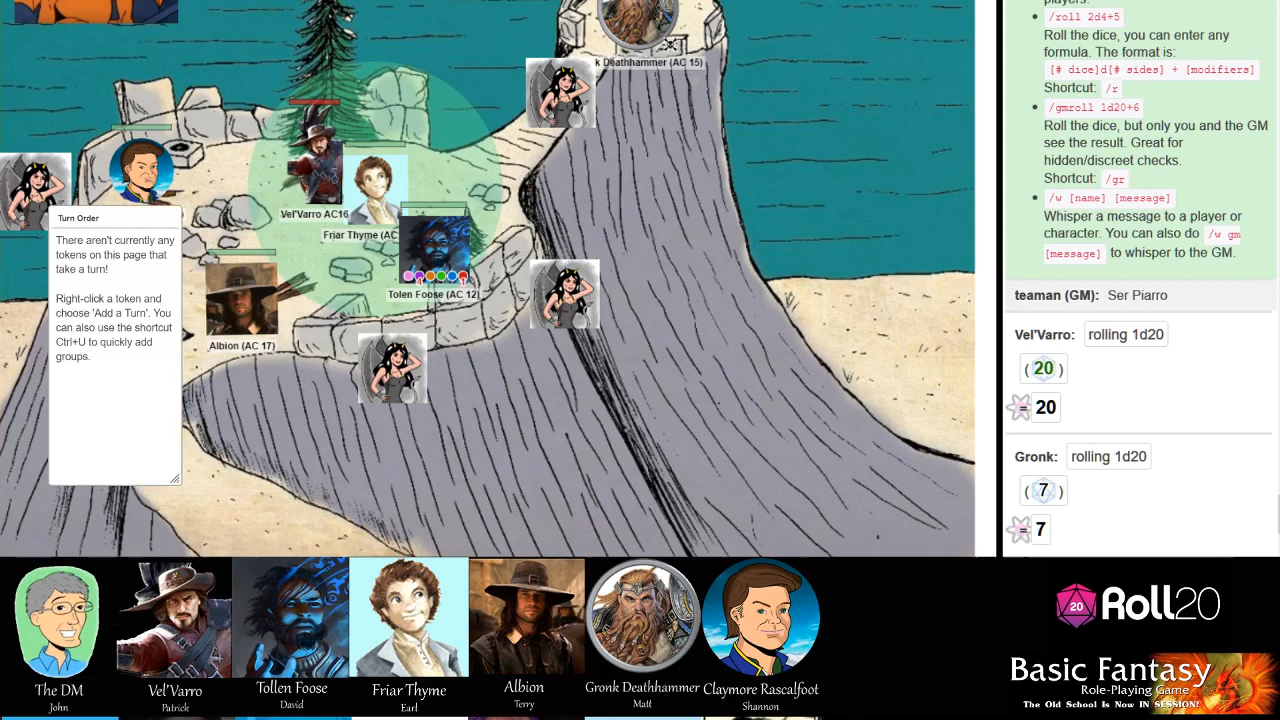 k Deathhammer (AC 15)
Vel'Varro AC16
Friar Thyme (AC
Tolen Foose (AC 12)
Albion (AC 17)
Turn Order
There aren't currently any
tokens on this page that
take a turn!
Right-click a token and
choose 'Add a Turn'. You
can also use the shortcut
Ctrl+U to quickly add
groups.
players.
/roll 2d4+5
Roll the dice, you can enter any
formula. The format is:
[# dice]d[# sides] + [modifiers]
Shortcut: /r
/gmroll 1d20+6
Roll the dice, but only you and the GM
see the result. Great for
hidden/discreet checks.
Shortcut: /gr
/w [name] [message]
Whisper a message to a player or
character. You can also do /w gm
[message] to whisper to the GM.
teaman (GM): Ser Piarro
Vel'Varro: rolling 1d20
(20)
=20
Gronk: rolling 1d20
(7)
=7
The DM
John
Vel'Varro
Patrick
Tollen Foose
David
Friar Thyme
Earl
Albion
Terry
Gronk Deathhammer
Matt
Claymore Rascalfoot
Shannon
20 Roll20
Basic Fantasy
Role-Playing Game
The Old School Is Now IN SESSION!